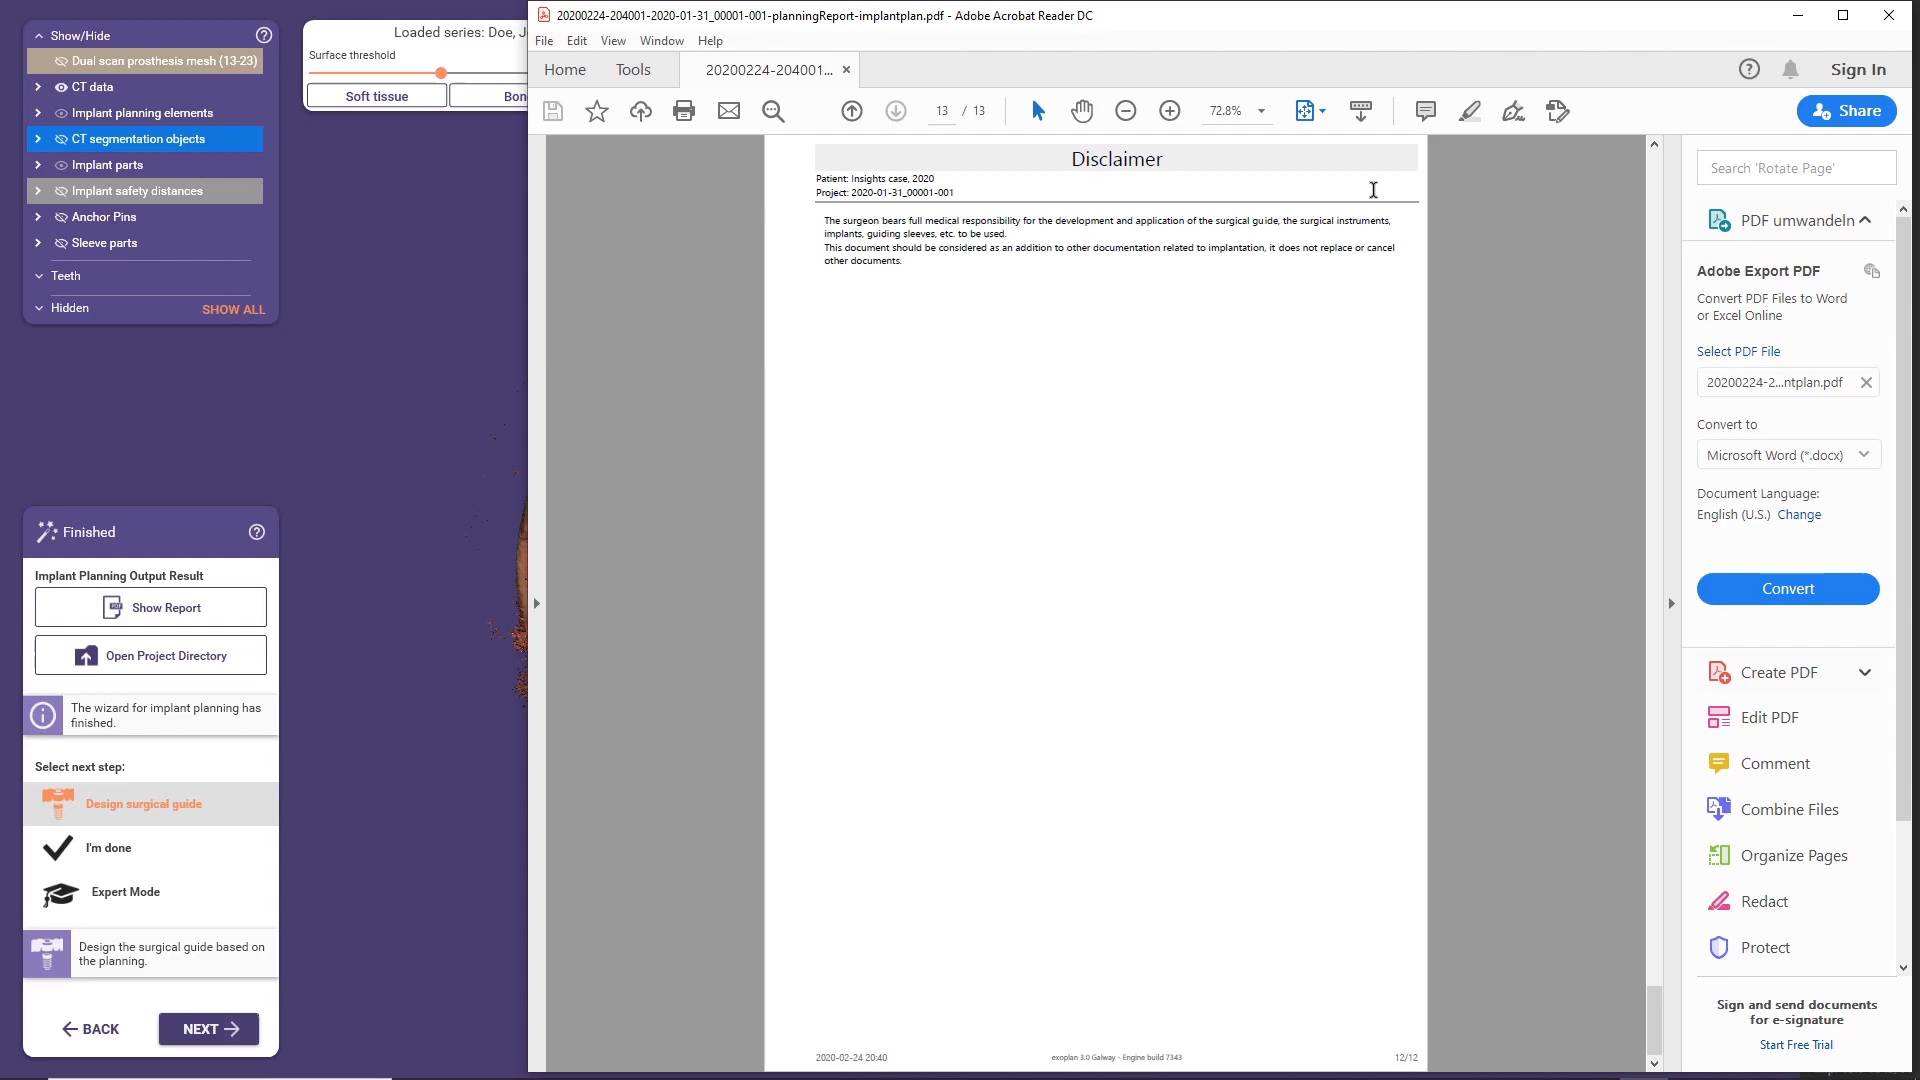 Show/Hide
Dual scan prosthesis mesh (13-23)
CT data
Implant planning elements
CT segmentation objects
Implant parts
Implant safety distances
Anchor Pins
Sleeve parts
Teeth
Hidden
SHOW ALL
Loaded series: Doe, J
Surface threshold
Soft tissue
Bon
Finished
Implant Planning Output Result
Show Report
Open Project Directory
The wizard for implant planning has
finished.
Select next step:
Design surgical guide
I'm done
Expert Mode
Design the surgical guide based on
the planning.
BACK
NEXT
20200224-204001-2020-01-31_00001-001-planningReport-implantplan.pdf - Adobe Acrobat Reader DC
File Edit View Window Help
Home Tools 20200224-204001... Sign In
13 / 13 72.8% Share
Disclaimer
Patient: Insights case, 2020
Project: 2020-01-31_00001-001
The surgeon bears full medical responsibility for the development and application of the surgical guide, the surgical instruments,
implants, guiding sleeves, etc. to be used.
This document should be considered as an addition to other documentation related to implantation, it does not replace or cancel
other documents.
2020-02-24 20:40 exoplan 3.0 Galway - Engine build 7343 12/12
Search 'Rotate Page'
PDF umwandeln
Adobe Export PDF
Convert PDF Files to Word
or Excel Online
Select PDF File
20200224-2...ntplan.pdf
Convert to
Microsoft Word (*.docx)
Document Language:
English (U.S.) Change
Convert
Create PDF
Edit PDF
Comment
Combine Files
Organize Pages
Redact
Protect
Sign and send documents
for e-signature
Start Free Trial